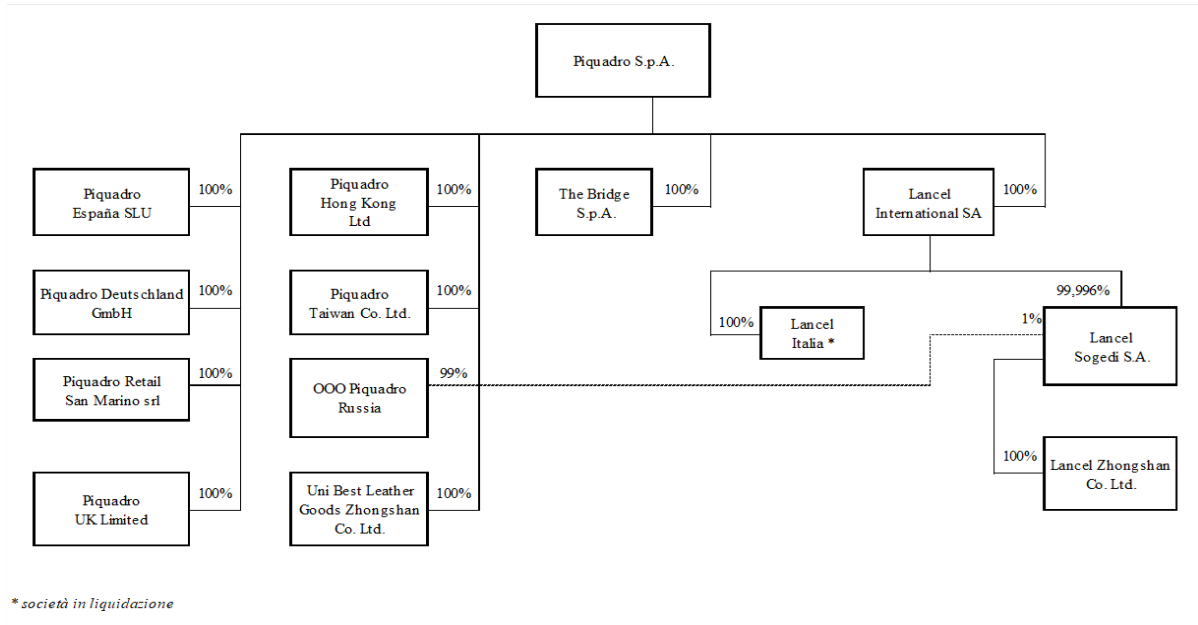 Piquadro S.p.A.
Piquadro
España SLU
100%
Piquadro
Hong Kong
Ltd
100%
The Bridge
S.p.A.
100%
Lancel
International SA
100%
Piquadro Deutschland
GmbH
100%
Piquadro
Taiwan Co. Ltd.
100%
99,996%
100%
Lancel
Italia *
1%
Lancel
Sogedi S.A.
Piquadro Retail
San Marino srl
100%
OOO Piquadro
Russia
99%
Piquadro
UK Limited
100%
Uni Best Leather
Goods Zhongshan
Co. Ltd.
100%
100%
Lancel Zhongshan
Co. Ltd.
* società in liquidazione